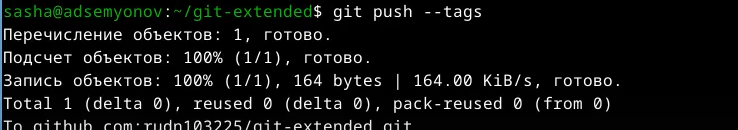 sasha@adsemyonov:~/git-extended$ git push --tags
Перечисление объектов: 1, готово.
Подсчет объектов: 100% (1/1), готово.
Запись объектов: 100% (1/1), 164 bytes | 164.00 KiB/s, готово.
Total 1 (delta 0), reused 0 (delta 0), pack-reused 0 (from 0)
To github.com:rudn103225/git-extended.git